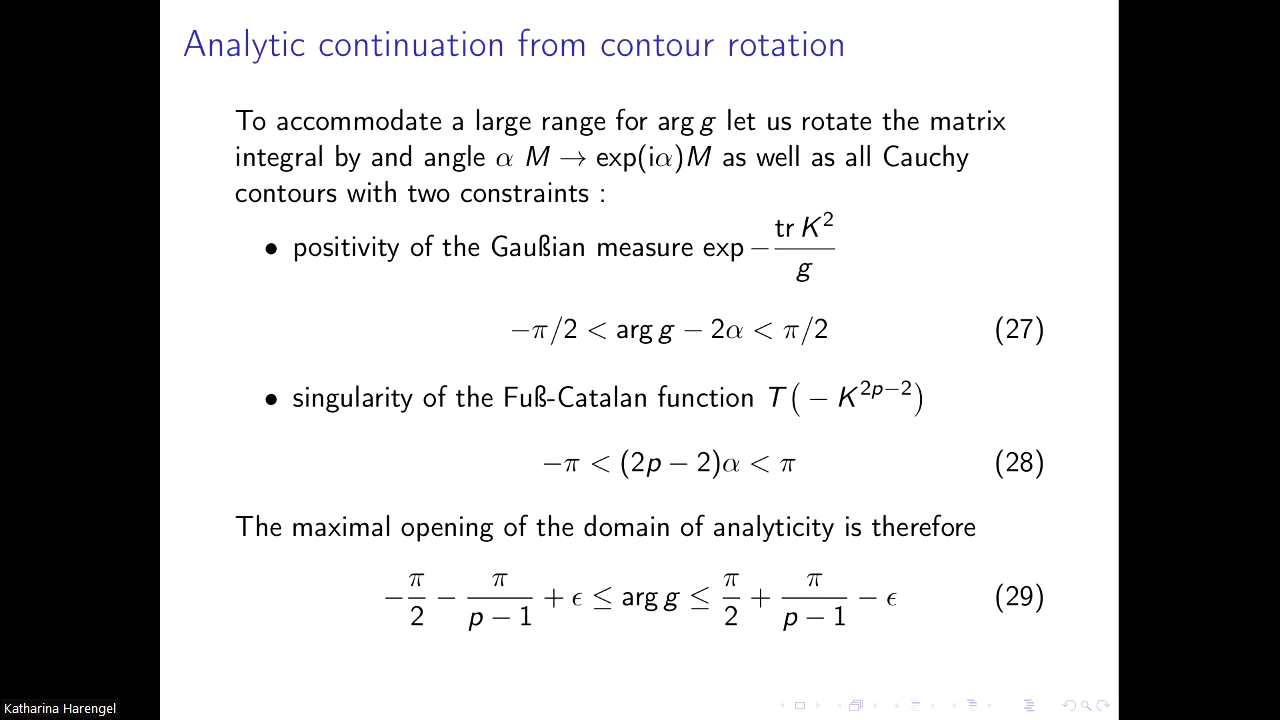 Analytic continuation from contour rotation
To accommodate a large range for arg g let us rotate the matrix
integral by and angle α M → exp(iα)M as well as all Cauchy
contours with two constraints :
• positivity of the Gaußian measure exp − tr K² / g
−π/2 < arg g − 2α < π/2 (27)
• singularity of the Fuß-Catalan function T(− K²ᵖ⁻²)
−π < (2p − 2)α < π (28)
The maximal opening of the domain of analyticity is therefore
−π/2 − π/(p − 1) + ϵ ≤ arg g ≤ π/2 + π/(p − 1) − ϵ (29)
Katharina Harengel